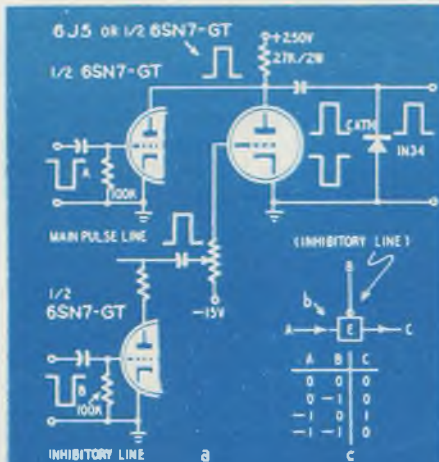 6J5 OR 1/2 6SN7-GT
1/2 6SN7-GT
+250V
27K/2W
CATH
1N34
A
100K
MAIN PULSE LINE
-15V
1/2
6SN7-GT
B
100K
INHIBITORY LINE
a
(INHIBITORY LINE)
B
b
A E C
A B C
0 0 0
0 -1 0
-1 0 1
-1 -1 0
c